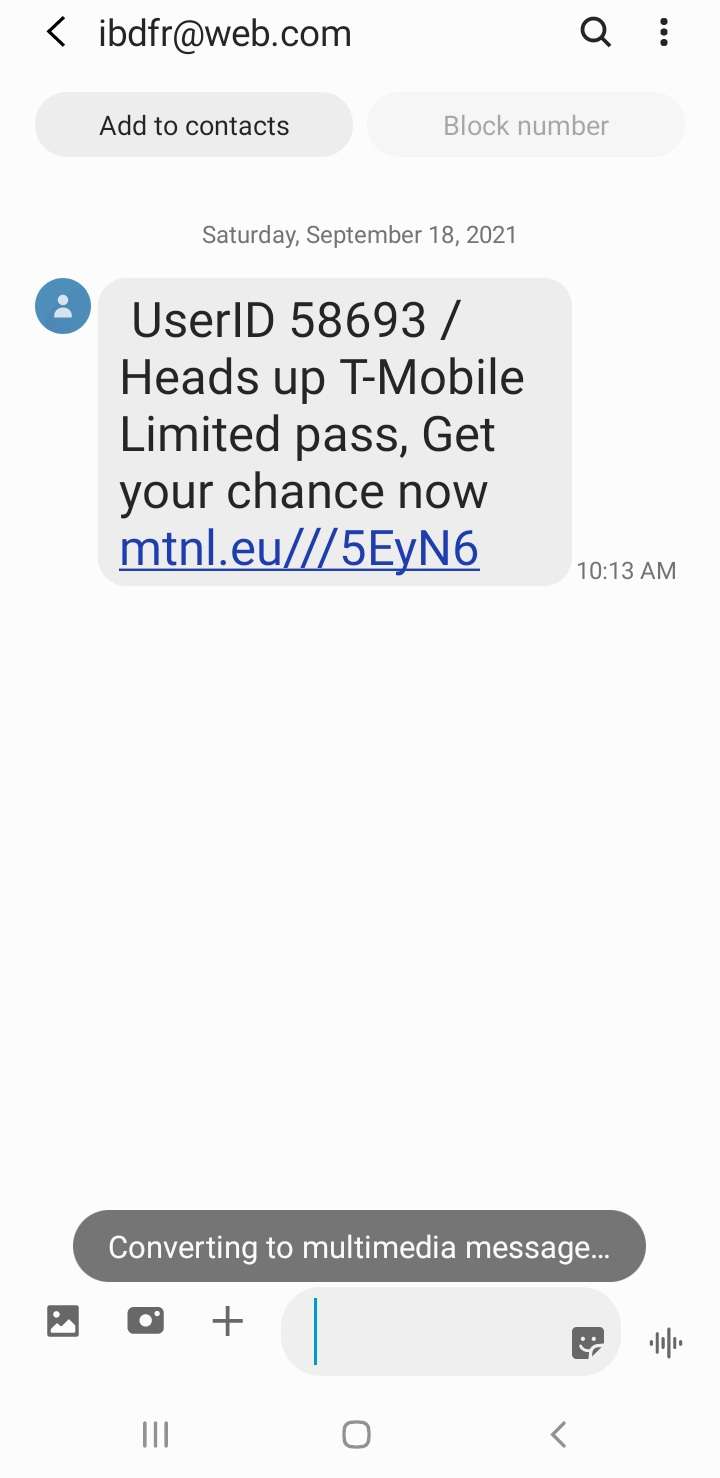 ibdfr@web.com
Add to contacts
Block number
Saturday, September 18, 2021
UserID 58693 /
Heads up T-Mobile
Limited pass, Get
your chance now
mtnl.eu///5EyN6
10:13 AM
Converting to multimedia message...